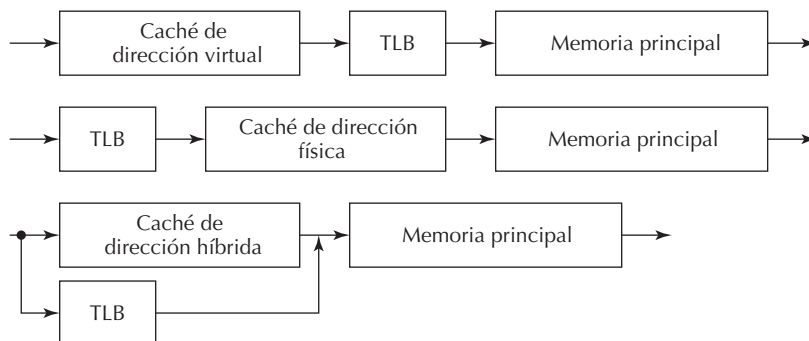 Caché de
dirección virtual
TLB
Memoria principal
TLB
Caché de dirección
física
Memoria principal
Caché de
dirección híbrida
Memoria principal
TLB